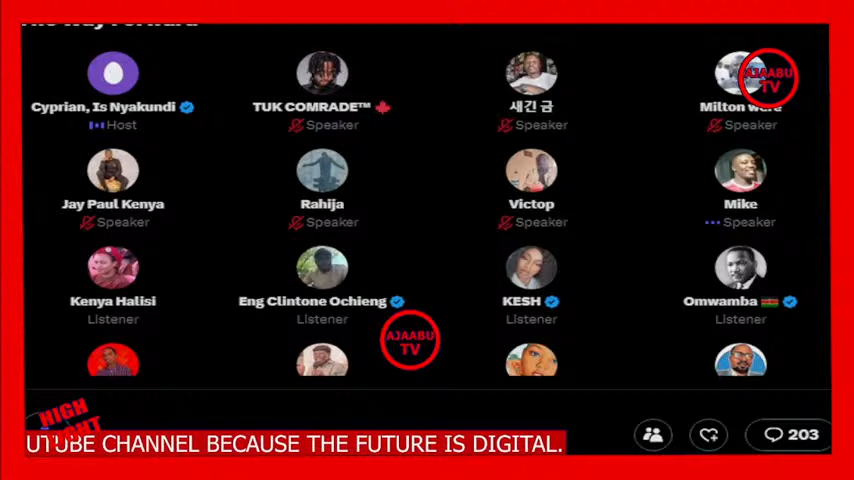 AJAABU
TV
Cyprian, Is Nyakundi
TUK COMRADE™
새긴 금
Milton
Host
Speaker
Speaker
Speaker
Jay Paul Kenya
Rahija
Victop
Mike
Speaker
Speaker
Speaker
Speaker
Kenya Halisi
Eng Clintone Ochieng
KESH
Omwamba
Listener
Listener
Listener
Listener
AJAABU
TV
HIGH
203
UTUBE CHANNEL BECAUSE THE FUTURE IS DIGITAL.